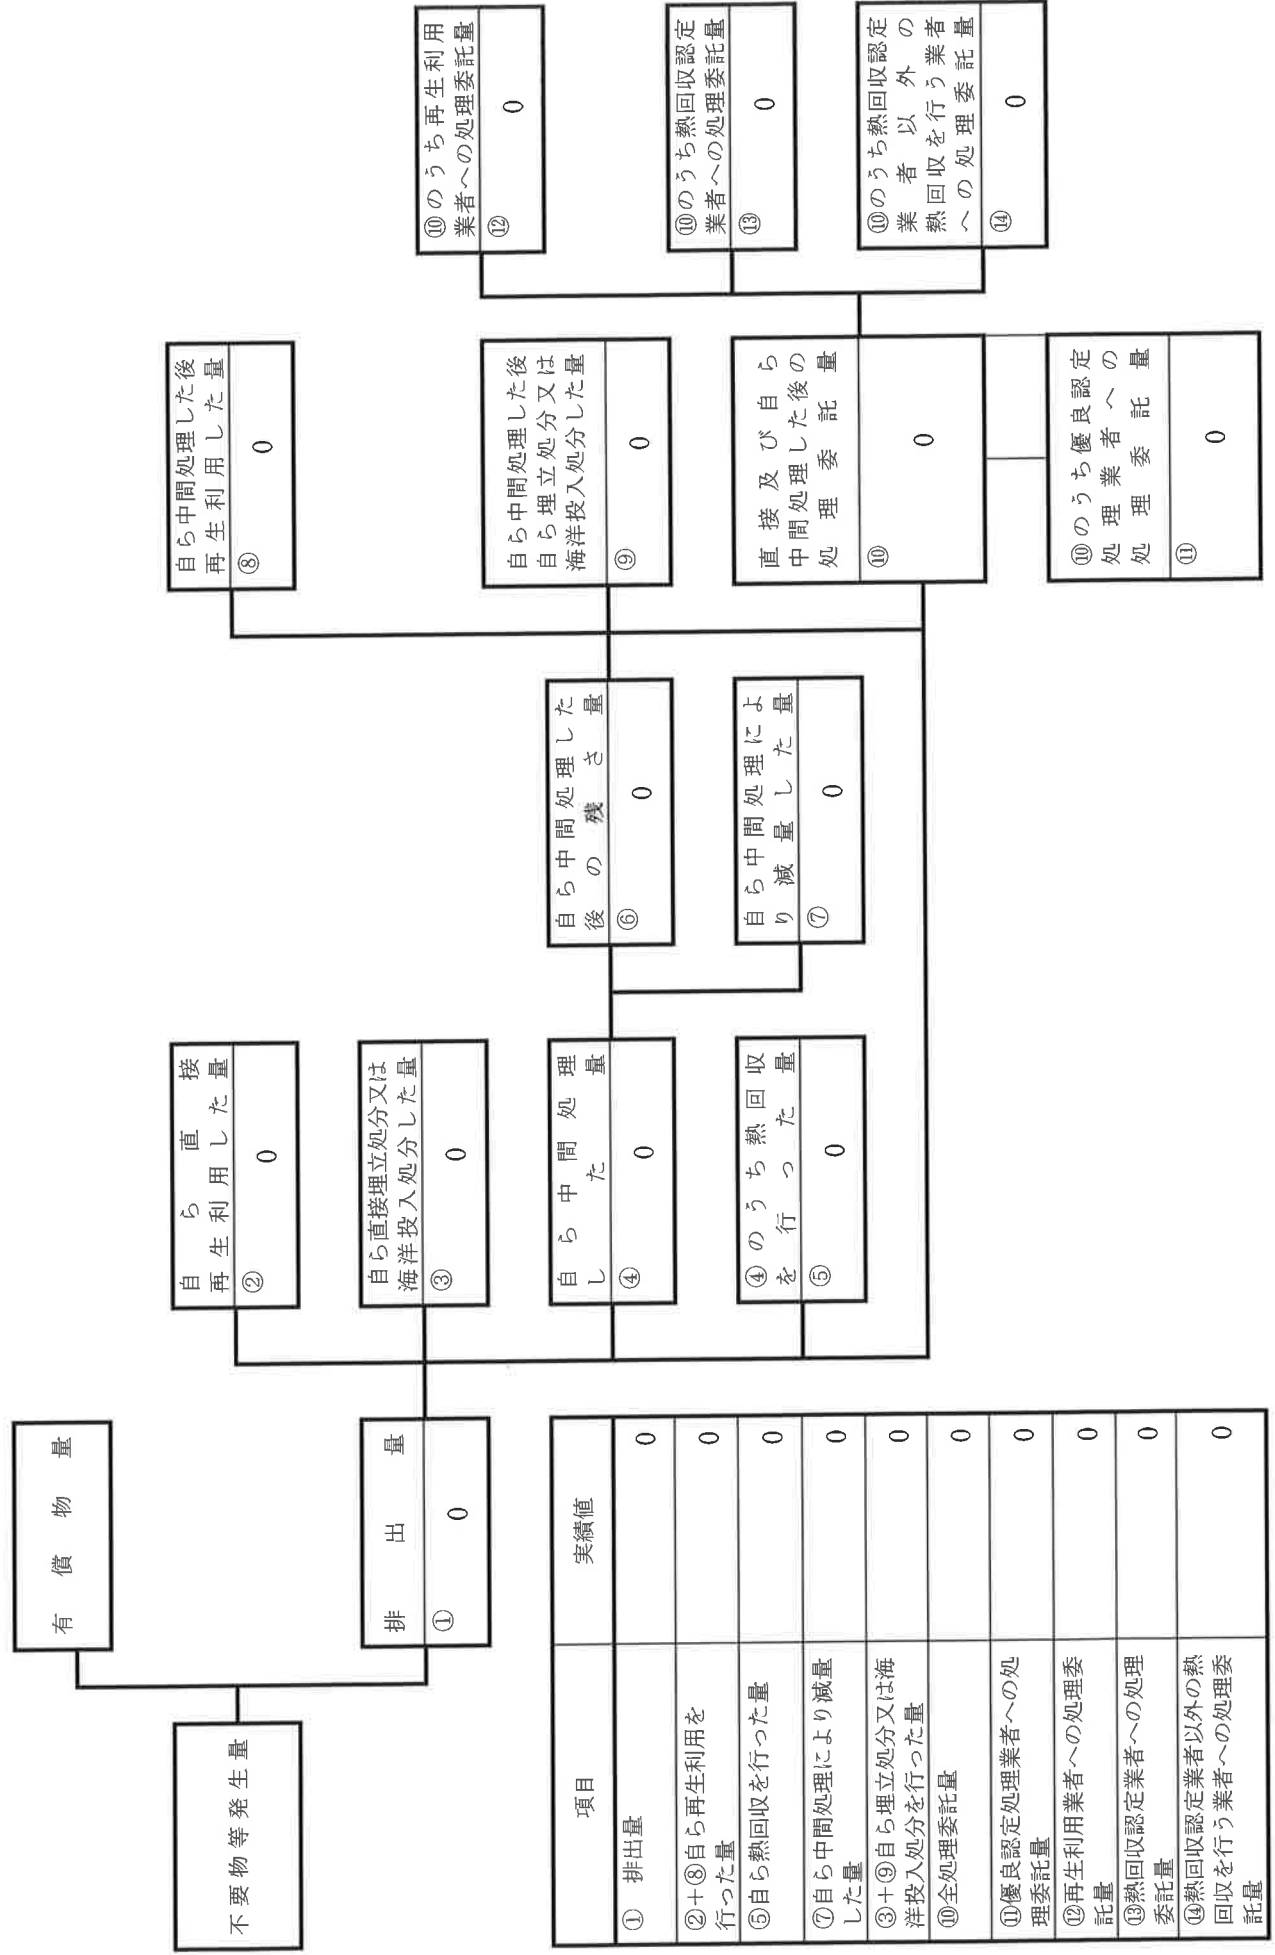 不要物等発生量
有償物量
排出量
①
0
自ら直接
再生利用した量
②
0
自ら直接埋立処分又は
海洋投入処分した量
③
0
自ら中間処理
した量
④
0
④のうち熱回収
を行った量
⑤
0
自ら中間処理した
後の残さ量
⑥
0
自ら中間処理によ
り減量した量
⑦
0
自ら中間処理した後
再生利用した量
⑧
0
自ら中間処理した後
自ら埋立処分又は
海洋投入処分した量
⑨
0
直接及び自ら
中間処理した後の
処理委託量
⑩
0
⑩のうち優良認定
処理業者への
処理委託量
⑪
0
⑩のうち再生利用
業者への処理委託量
⑫
0
⑩のうち熱回収認定
業者への処理委託量
⑬
0
⑩のうち熱回収認定
業者以外の
熱回収を行う業者
への処理委託量
⑭
0
項目 実績値
① 排出量 0
②+⑧自ら再生利用を
行った量 0
⑤自ら熱回収を行った量 0
⑦自ら中間処理により減量
した量 0
③+⑨自ら埋立処分又は海
洋投入処分を行った量 0
⑩全処理委託量 0
⑪優良認定処理業者への処
理委託量 0
⑫再生利用業者への処理委
託量 0
⑬熱回収認定業者への処理
委託量 0
⑭熱回収認定業者以外の熱
回収を行う業者への処理委
託量 0